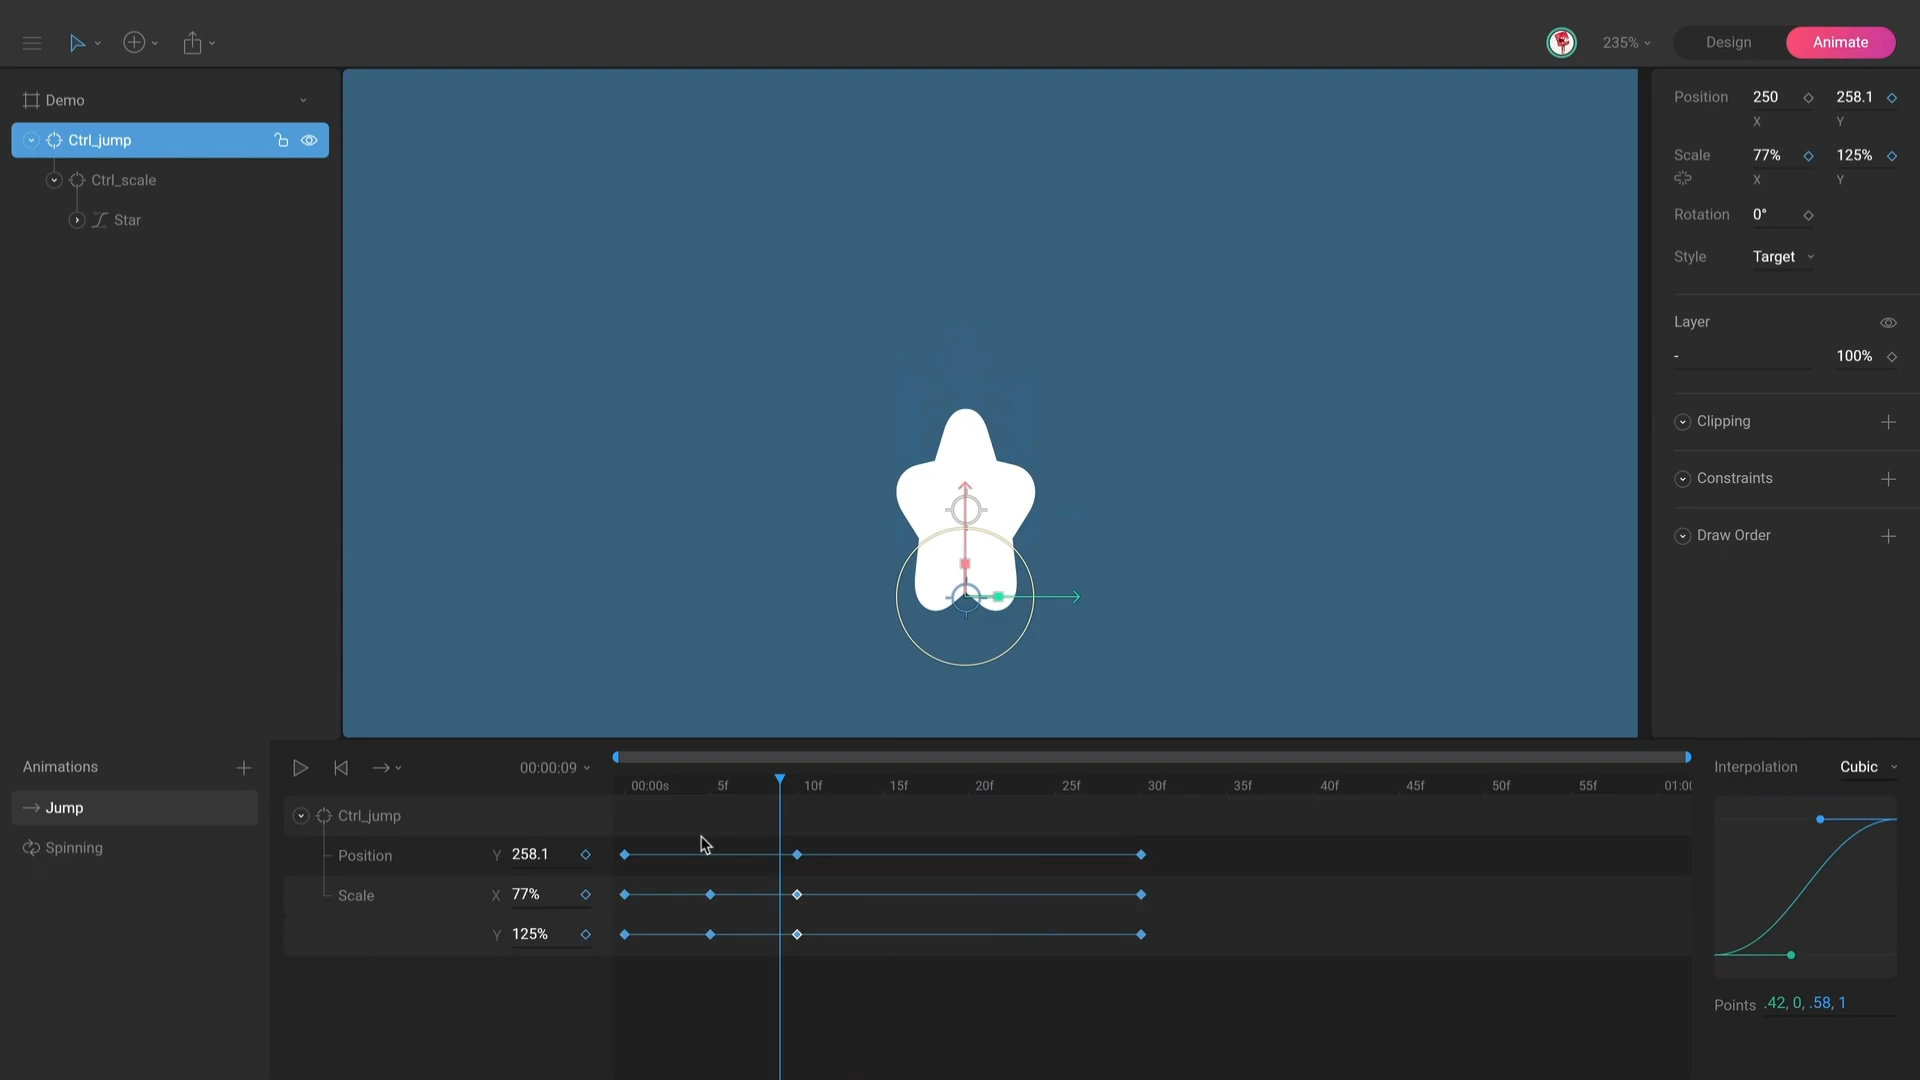 235%
Design
Animate
Demo
Ctrl_jump
Ctrl_scale
Star
Position 250 258.1
X Y
Scale 77% 125%
X Y
Rotation 0°
Style Target
Layer
- 100%
Clipping
Constraints
Draw Order
Animations
Jump
Spinning
00:00:09
00:00s 5f 10f 15f 20f 25f 30f 35f 40f 45f 50f 55f 01:00
Ctrl_jump
Position Y 258.1
Scale X 77%
Y 125%
Interpolation Cubic
Points .42, 0, .58, 1